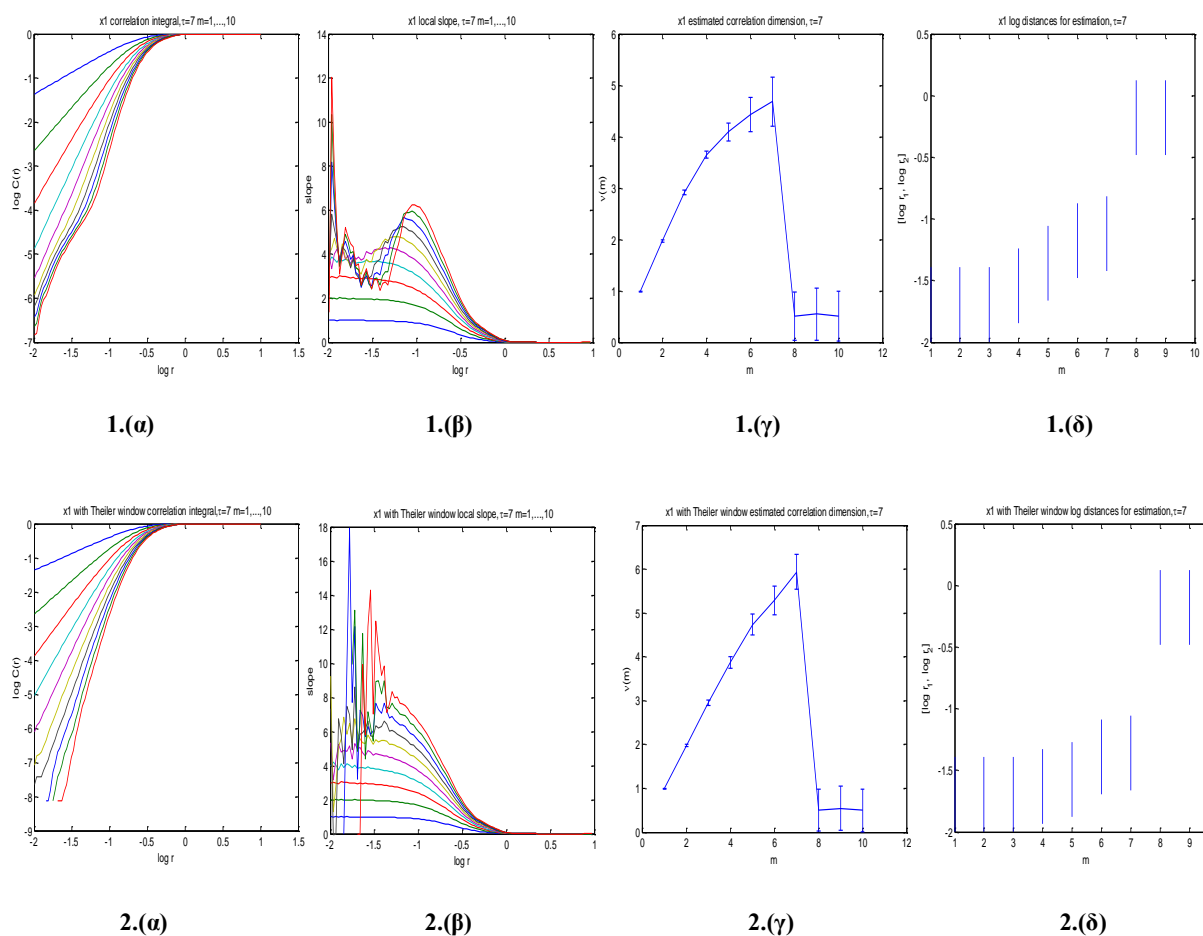 x1 correlation integral,τ=7 m=1,...,10
0
-1
-2
-3
-4
-5
-6
-7
log C(r)
-2 -1.5 -1 -0.5 0 0.5 1 1.5
log r
x1 local slope, τ=7 m=1,...,10
14
12
10
8
6
4
2
0
slope
-2 -1.5 -1 -0.5 0 0.5 1
log r
x1 estimated correlation dimension, τ=7
6
5
4
3
2
1
0
ν(m)
0 2 4 6 8 10 12
m
x1 log distances for estimation, τ=7
0.5
0
-0.5
-1
-1.5
-2
[log r1, log r2]
1 2 3 4 5 6 7 8 9 10
m
1.(α) 1.(β) 1.(γ) 1.(δ)
x1 with Theiler window correlation integral,τ=7 m=1,...,10
0
-1
-2
-3
-4
-5
-6
-7
-8
-9
log C(r)
-2 -1.5 -1 -0.5 0 0.5 1 1.5
log r
x1 with Theiler window local slope, τ=7 m=1,...,10
18
16
14
12
10
8
6
4
2
0
slope
-2 -1.5 -1 -0.5 0 0.5 1
log r
x1 with Theiler window estimated correlation dimension, τ=7
7
6
5
4
3
2
1
0
ν(m)
0 2 4 6 8 10 12
m
x1 with Theiler window log distances for estimation,τ=7
0.5
0
-0.5
-1
-1.5
-2
[log r1, log r2]
1 2 3 4 5 6 7 8 9
m
2.(α) 2.(β) 2.(γ) 2.(δ)